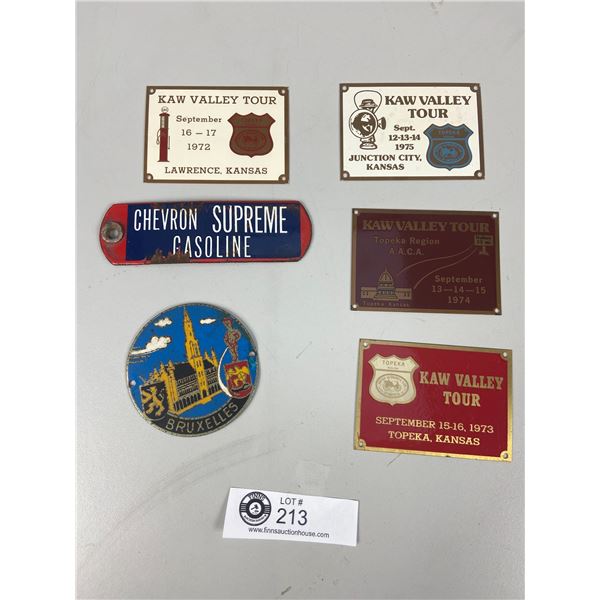 KAW VALLEY TOUR
September
16 — 17
1972
LAWRENCE, KANSAS
KAW VALLEY
TOUR
Sept.
12-13-14
1975
JUNCTION CITY,
KANSAS
TOPEKA
CHEVRON SUPREME
GASOLINE
KAW VALLEY TOUR
Topeka Region
A.A.C.A.
September
13—14—15
1974
Topeka Kansas
BRUXELLES
TOPEKA
KAW VALLEY
TOUR
SEPTEMBER 15-16, 1973
TOPEKA, KANSAS
LOT #
213
www.finnsauctionhouse.com